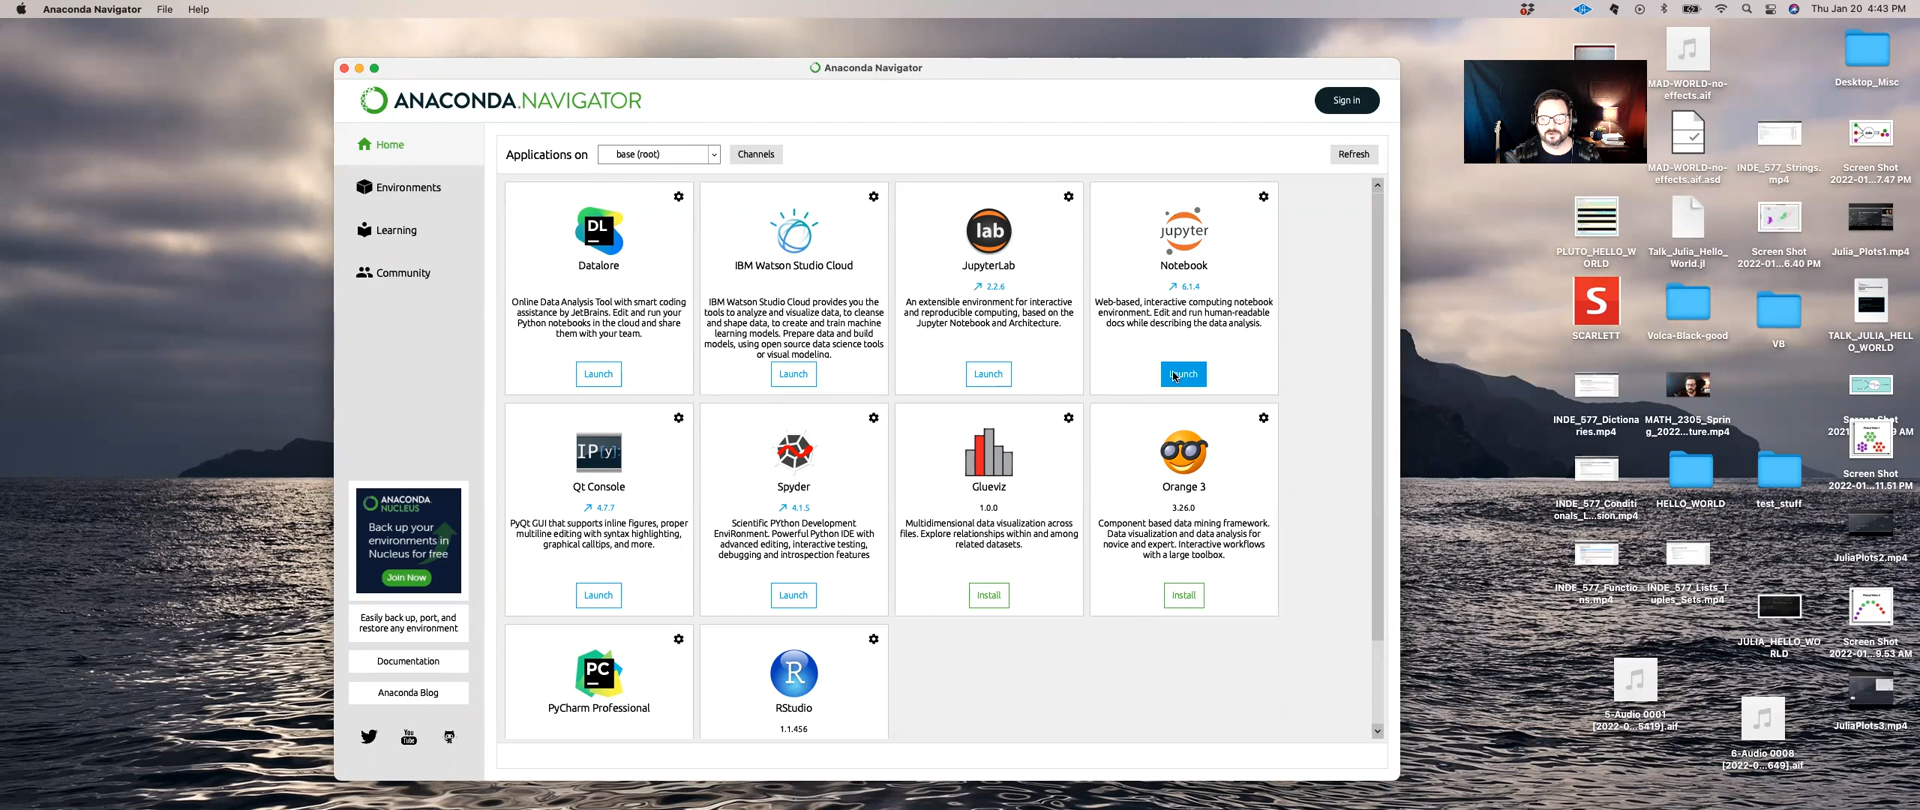 Anaconda Navigator File Help
Thu Jan 20 4:43 PM
Anaconda Navigator
ANACONDA.NAVIGATOR
Sign in
Home
Environments
Learning
Community
ANACONDA
NUCLEUS
Back up your
environments in
Nucleus for free
Join Now
Easily back up, port, and
restore any environment
Documentation
Anaconda Blog
You
Tube
Applications on
base (root)
Channels
Refresh
DL
Datalore
Online Data Analysis Tool with smart coding
assistance by JetBrains. Edit and run your
Python notebooks in the cloud and share
them with your team.
Launch
IBM Watson Studio Cloud
IBM Watson Studio Cloud provides you the
tools to analyze and visualize data, to cleanse
and shape data, to create and train machine
learning models. Prepare data and build
models, using open source data science tools
or visual modeling.
Launch
lab
JupyterLab
2.2.6
An extensible environment for interactive
and reproducible computing, based on the
Jupyter Notebook and Architecture.
Launch
jupyter
Notebook
6.1.4
Web-based, interactive computing notebook
environment. Edit and run human-readable
docs while describing the data analysis.
Launch
IP[y]:
Qt Console
4.7.7
PyQt GUI that supports inline figures, proper
multiline editing with syntax highlighting,
graphical calltips, and more.
Launch
Spyder
4.1.5
Scientific PYthon Development
EnviRonment. Powerful Python IDE with
advanced editing, interactive testing,
debugging and introspection features
Launch
Glueviz
1.0.0
Multidimensional data visualization across
files. Explore relationships within and among
related datasets.
Install
Orange 3
3.26.0
Component based data mining framework.
Data visualization and data analysis for
novice and expert. Interactive workflows
with a large toolbox.
Install
PC
PyCharm Professional
R
RStudio
1.1.456
MAD-WORLD-no-
effects.aif
Desktop_Misc
MAD-WORLD-no-
effects.aif.asd
INDE_577_Strings.
mp4
Screen Shot
2022-01...7.47 PM
PLUTO_HELLO_W
ORLD
Talk_Julia_Hello_
World.jl
Screen Shot
2022-01...6.40 PM
Julia_Plots1.mp4
S
SCARLETT
Volca-Black-good
VB
TALK_JULIA_HELL
O_WORLD
INDE_577_Dictiona
ries.mp4
MATH_2305_Sprin
g_2022...ture.mp4
Screen Shot
Screen Shot
2022-01...11.51 PM
INDE_577_Conditi
onals_L...sion.mp4
HELLO_WORLD
test_stuff
JuliaPlots2.mp4
INDE_577_Functio
ns.mp4
INDE_577_Lists_T
uples_Sets.mp4
JULIA_HELLO_WO
RLD
Screen Shot
2022-01...9.53 AM
5-Audio 0001
[2022-0...5419].aif
6-Audio 0008
[2022-0...649].aif
JuliaPlots3.mp4